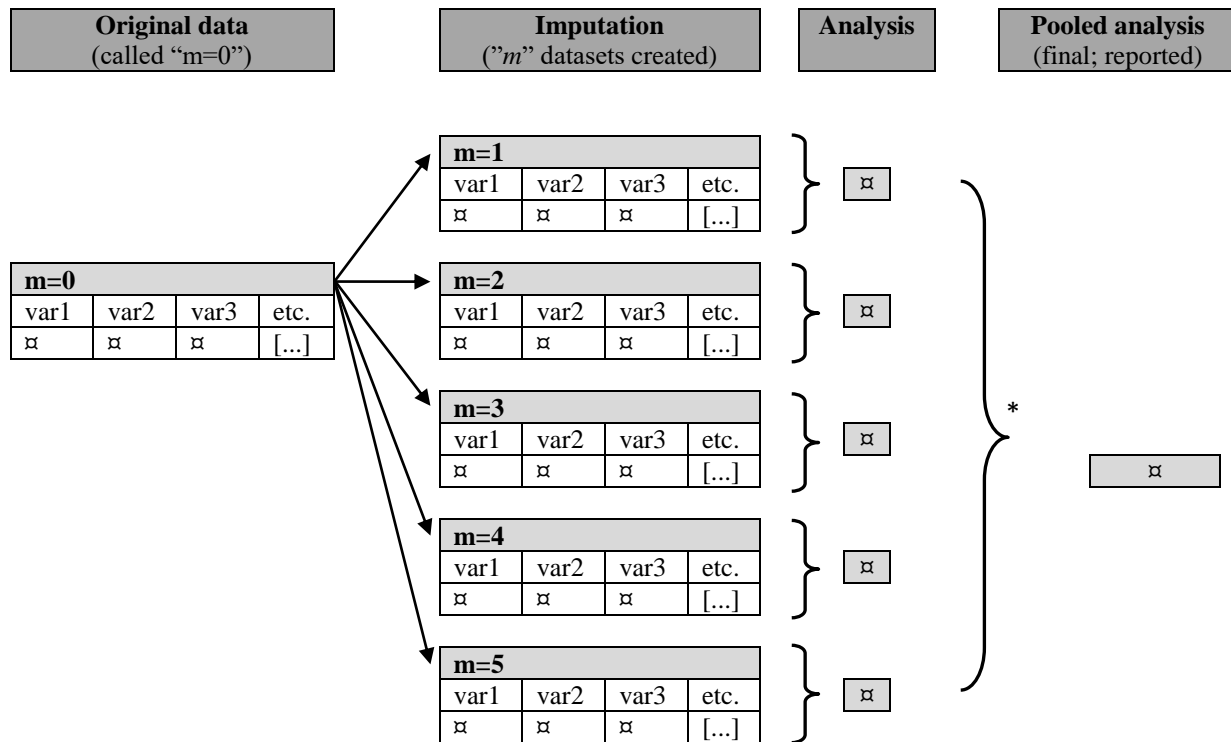 Original data
(called “m=0”)
Imputation
(”m” datasets created)
Analysis
Pooled analysis
(final; reported)
m=1
var1 var2 var3 etc.
¤ ¤ ¤ [...]
¤
m=0
var1 var2 var3 etc.
¤ ¤ ¤ [...]
m=2
var1 var2 var3 etc.
¤ ¤ ¤ [...]
¤
m=3
var1 var2 var3 etc.
¤ ¤ ¤ [...]
¤
*
¤
m=4
var1 var2 var3 etc.
¤ ¤ ¤ [...]
¤
m=5
var1 var2 var3 etc.
¤ ¤ ¤ [...]
¤